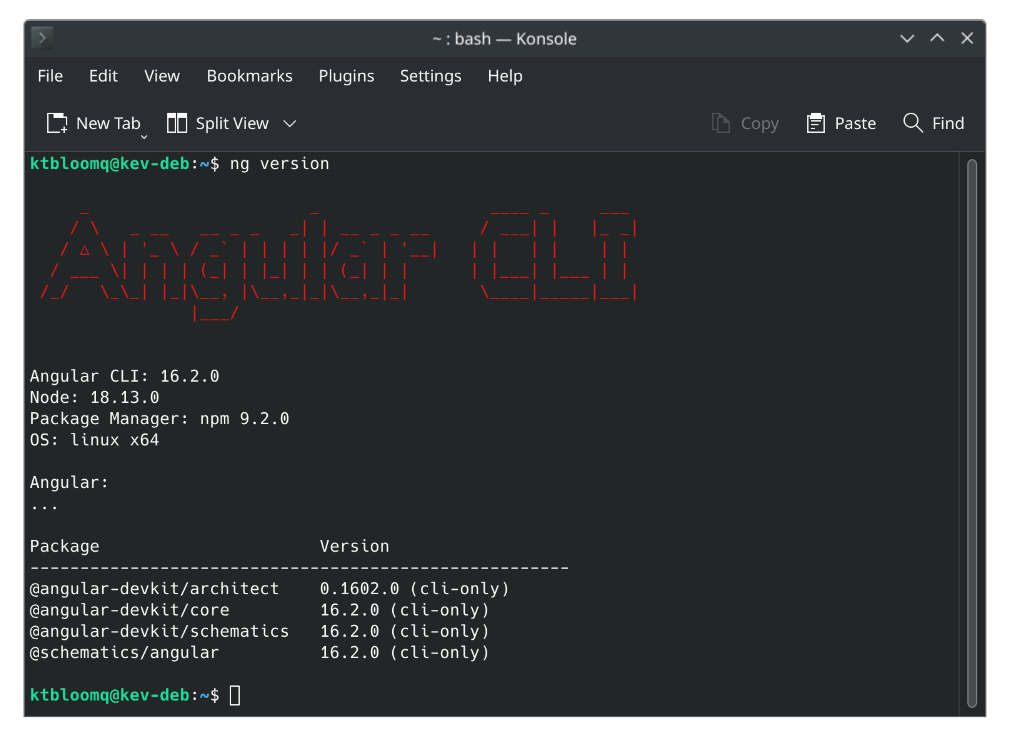 ~ : bash — Konsole
File Edit View Bookmarks Plugins Settings Help
New Tab Split View Copy Paste Find
ktbloomq@kev-deb:~$ ng version
Angular CLI
Angular CLI: 16.2.0
Node: 18.13.0
Package Manager: npm 9.2.0
OS: linux x64
Angular:
...
Package Version
------------------------------------------------------
@angular-devkit/architect 0.1602.0 (cli-only)
@angular-devkit/core 16.2.0 (cli-only)
@angular-devkit/schematics 16.2.0 (cli-only)
@schematics/angular 16.2.0 (cli-only)
ktbloomq@kev-deb:~$